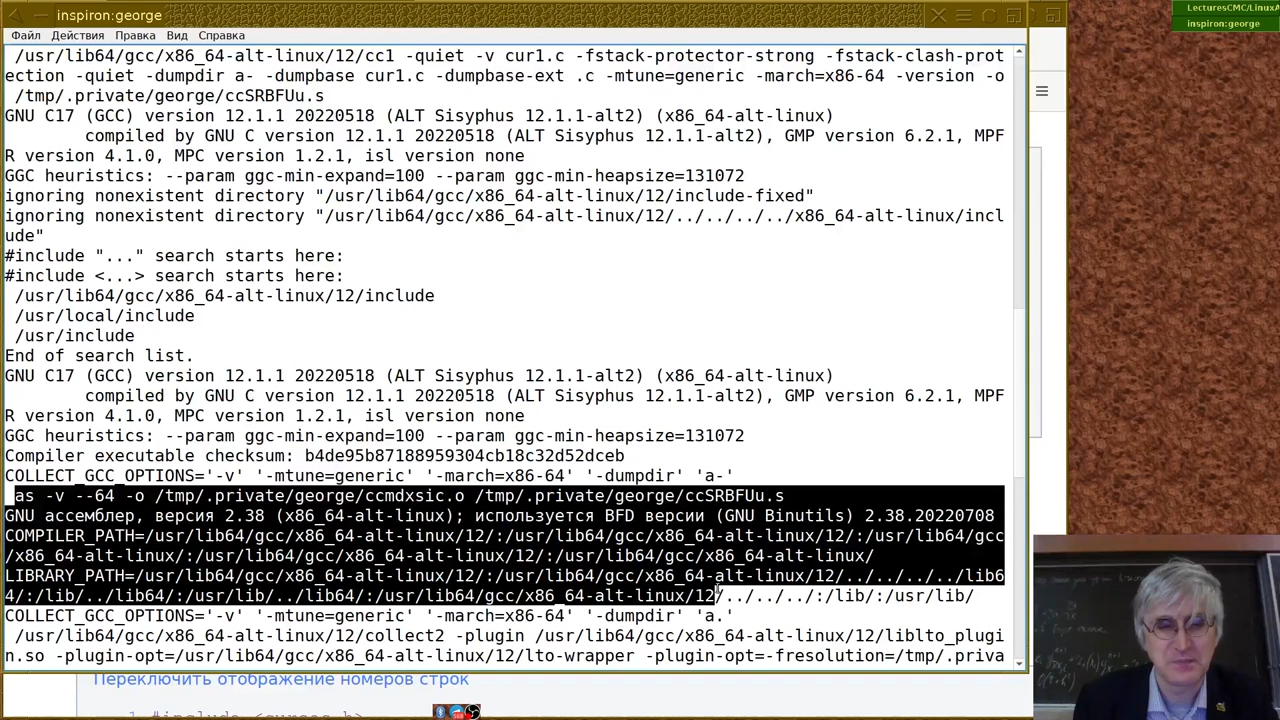 inspiron:george
LecturesCMC/LinuxA
inspiron:george
Файл Действия Правка Вид Справка
/usr/lib64/gcc/x86_64-alt-linux/12/cc1 -quiet -v cur1.c -fstack-protector-strong -fstack-clash-prot
ection -quiet -dumpdir a- -dumpbase cur1.c -dumpbase-ext .c -mtune=generic -march=x86-64 -version -o
/tmp/.private/george/ccSRBFUu.s
GNU C17 (GCC) version 12.1.1 20220518 (ALT Sisyphus 12.1.1-alt2) (x86_64-alt-linux)
compiled by GNU C version 12.1.1 20220518 (ALT Sisyphus 12.1.1-alt2), GMP version 6.2.1, MPF
R version 4.1.0, MPC version 1.2.1, isl version none
GGC heuristics: --param ggc-min-expand=100 --param ggc-min-heapsize=131072
ignoring nonexistent directory "/usr/lib64/gcc/x86_64-alt-linux/12/include-fixed"
ignoring nonexistent directory "/usr/lib64/gcc/x86_64-alt-linux/12/../../../../x86_64-alt-linux/incl
ude"
#include "..." search starts here:
#include <...> search starts here:
/usr/lib64/gcc/x86_64-alt-linux/12/include
/usr/local/include
/usr/include
End of search list.
GNU C17 (GCC) version 12.1.1 20220518 (ALT Sisyphus 12.1.1-alt2) (x86_64-alt-linux)
compiled by GNU C version 12.1.1 20220518 (ALT Sisyphus 12.1.1-alt2), GMP version 6.2.1, MPF
R version 4.1.0, MPC version 1.2.1, isl version none
GGC heuristics: --param ggc-min-expand=100 --param ggc-min-heapsize=131072
Compiler executable checksum: b4de95b87188959304cb18c32d52dceb
COLLECT_GCC_OPTIONS='-v' '-mtune=generic' '-march=x86-64' '-dumpdir' 'a-'
as -v --64 -o /tmp/.private/george/ccmdxsic.o /tmp/.private/george/ccSRBFUu.s
GNU ассемблер, версия 2.38 (x86_64-alt-linux); используется BFD версии (GNU Binutils) 2.38.20220708
COMPILER_PATH=/usr/lib64/gcc/x86_64-alt-linux/12/:/usr/lib64/gcc/x86_64-alt-linux/12/:/usr/lib64/gcc
/x86_64-alt-linux/:/usr/lib64/gcc/x86_64-alt-linux/12/:/usr/lib64/gcc/x86_64-alt-linux/
LIBRARY_PATH=/usr/lib64/gcc/x86_64-alt-linux/12/:/usr/lib64/gcc/x86_64-alt-linux/12/../../../../lib6
4/:/lib/../lib64/:/usr/lib/../lib64/:/usr/lib64/gcc/x86_64-alt-linux/12/../../../:/lib/:/usr/lib/
COLLECT_GCC_OPTIONS='-v' '-mtune=generic' '-march=x86-64' '-dumpdir' 'a.'
/usr/lib64/gcc/x86_64-alt-linux/12/collect2 -plugin /usr/lib64/gcc/x86_64-alt-linux/12/liblto_plugi
n.so -plugin-opt=/usr/lib64/gcc/x86_64-alt-linux/12/lto-wrapper -plugin-opt=-fresolution=/tmp/.priva
Переключить отображение номеров строк
1 #include <curses.h>